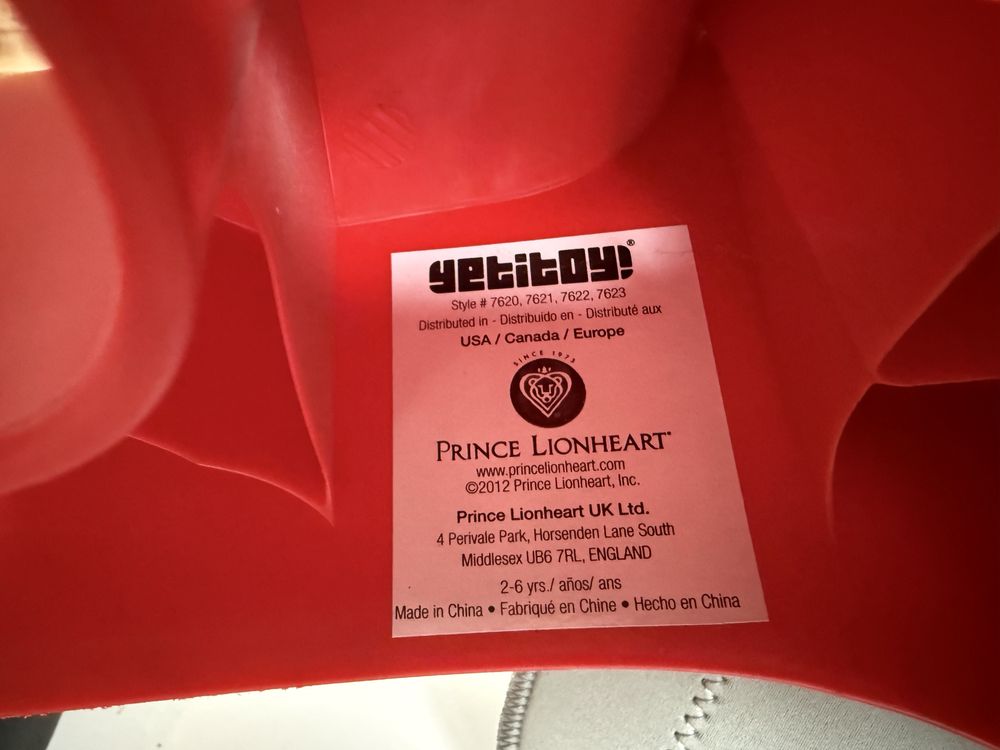 yetitoy!®
Style # 7620, 7621, 7622, 7623
Distributed in - Distribuido en - Distribué aux
USA / Canada / Europe
SINCE 1973
PRINCE LIONHEART®
www.princelionheart.com
©2012 Prince Lionheart, Inc.
Prince Lionheart UK Ltd.
4 Perivale Park, Horsenden Lane South
Middlesex UB6 7RL, ENGLAND
2-6 yrs./ años/ ans
Made in China • Fabriqué en Chine • Hecho en China